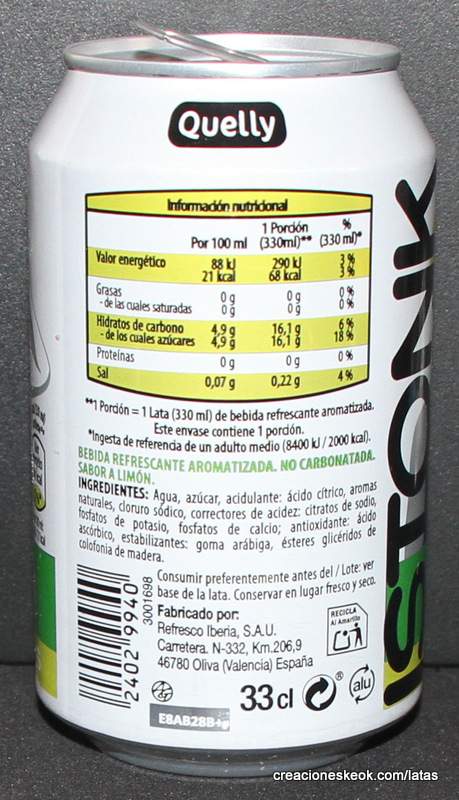 Quelly
Información nutricional
Por 100 ml 1 Porción (330ml)** % (330 ml)*
Valor energético 88 kJ 290 kJ 3%
21 kcal 68 kcal 3%
Grasas 0 g 0 g 0%
- de las cuales saturadas 0 g 0 g 0%
Hidratos de carbono 4,9 g 16,1 g 6%
- de los cuales azúcares 4,9 g 16,1 g 18%
Proteínas 0 g 0 g 0%
Sal 0,07 g 0,22 g 4%
**1 Porción = 1 Lata (330 ml) de bebida refrescante aromatizada.
Este envase contiene 1 porción.
*Ingesta de referencia de un adulto medio (8400 kJ / 2000 kcal).
BEBIDA REFRESCANTE AROMATIZADA. NO CARBONATADA.
SABOR A LIMÓN.
INGREDIENTES: Agua, azúcar, acidulante: ácido cítrico, aromas
naturales, cloruro sódico, correctores de acidez: citratos de sodio,
fosfatos de potasio, fosfatos de calcio; antioxidante: ácido
ascórbico, estabilizantes: goma arábiga, ésteres glicéridos de
colofonia de madera.
Consumir preferentemente antes del / Lote: ver
base de la lata. Conservar en lugar fresco y seco.
Fabricado por:
Refresco Iberia, S.A.U.
Carretera. N-332, Km.206,9
46780 Oliva (Valencia) España
RECICLA
Al Amarillo
2402 9940
3001698
33 cl
®
alu
E8AB28B+g
ISTONK
creacioneskeok.com/latas